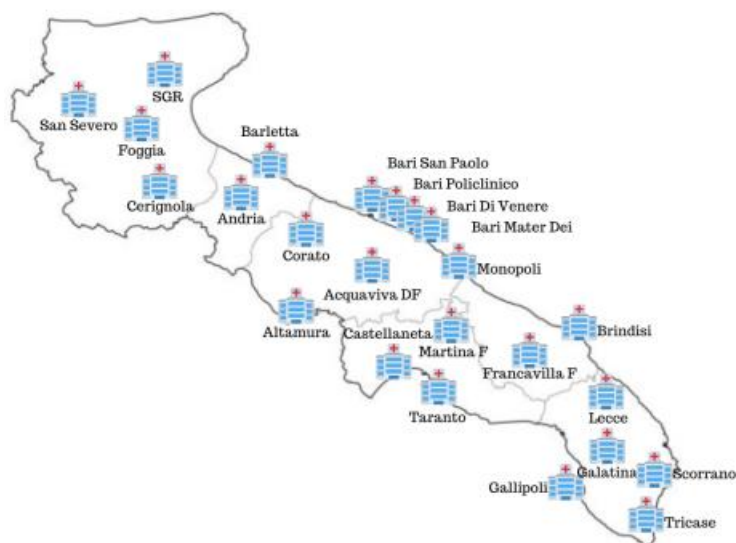 SGR
San Severo
Foggia
Barletta
Cerignola
Andria
Bari San Paolo
Bari Policlinico
Bari Di Venere
Bari Mater Dei
Corato
Monopoli
Acquaviva DF
Altamura
Castellaneta
Martina F
Brindisi
Francavilla F
Taranto
Lecce
Galatina
Scorrano
Gallipoli
Tricase